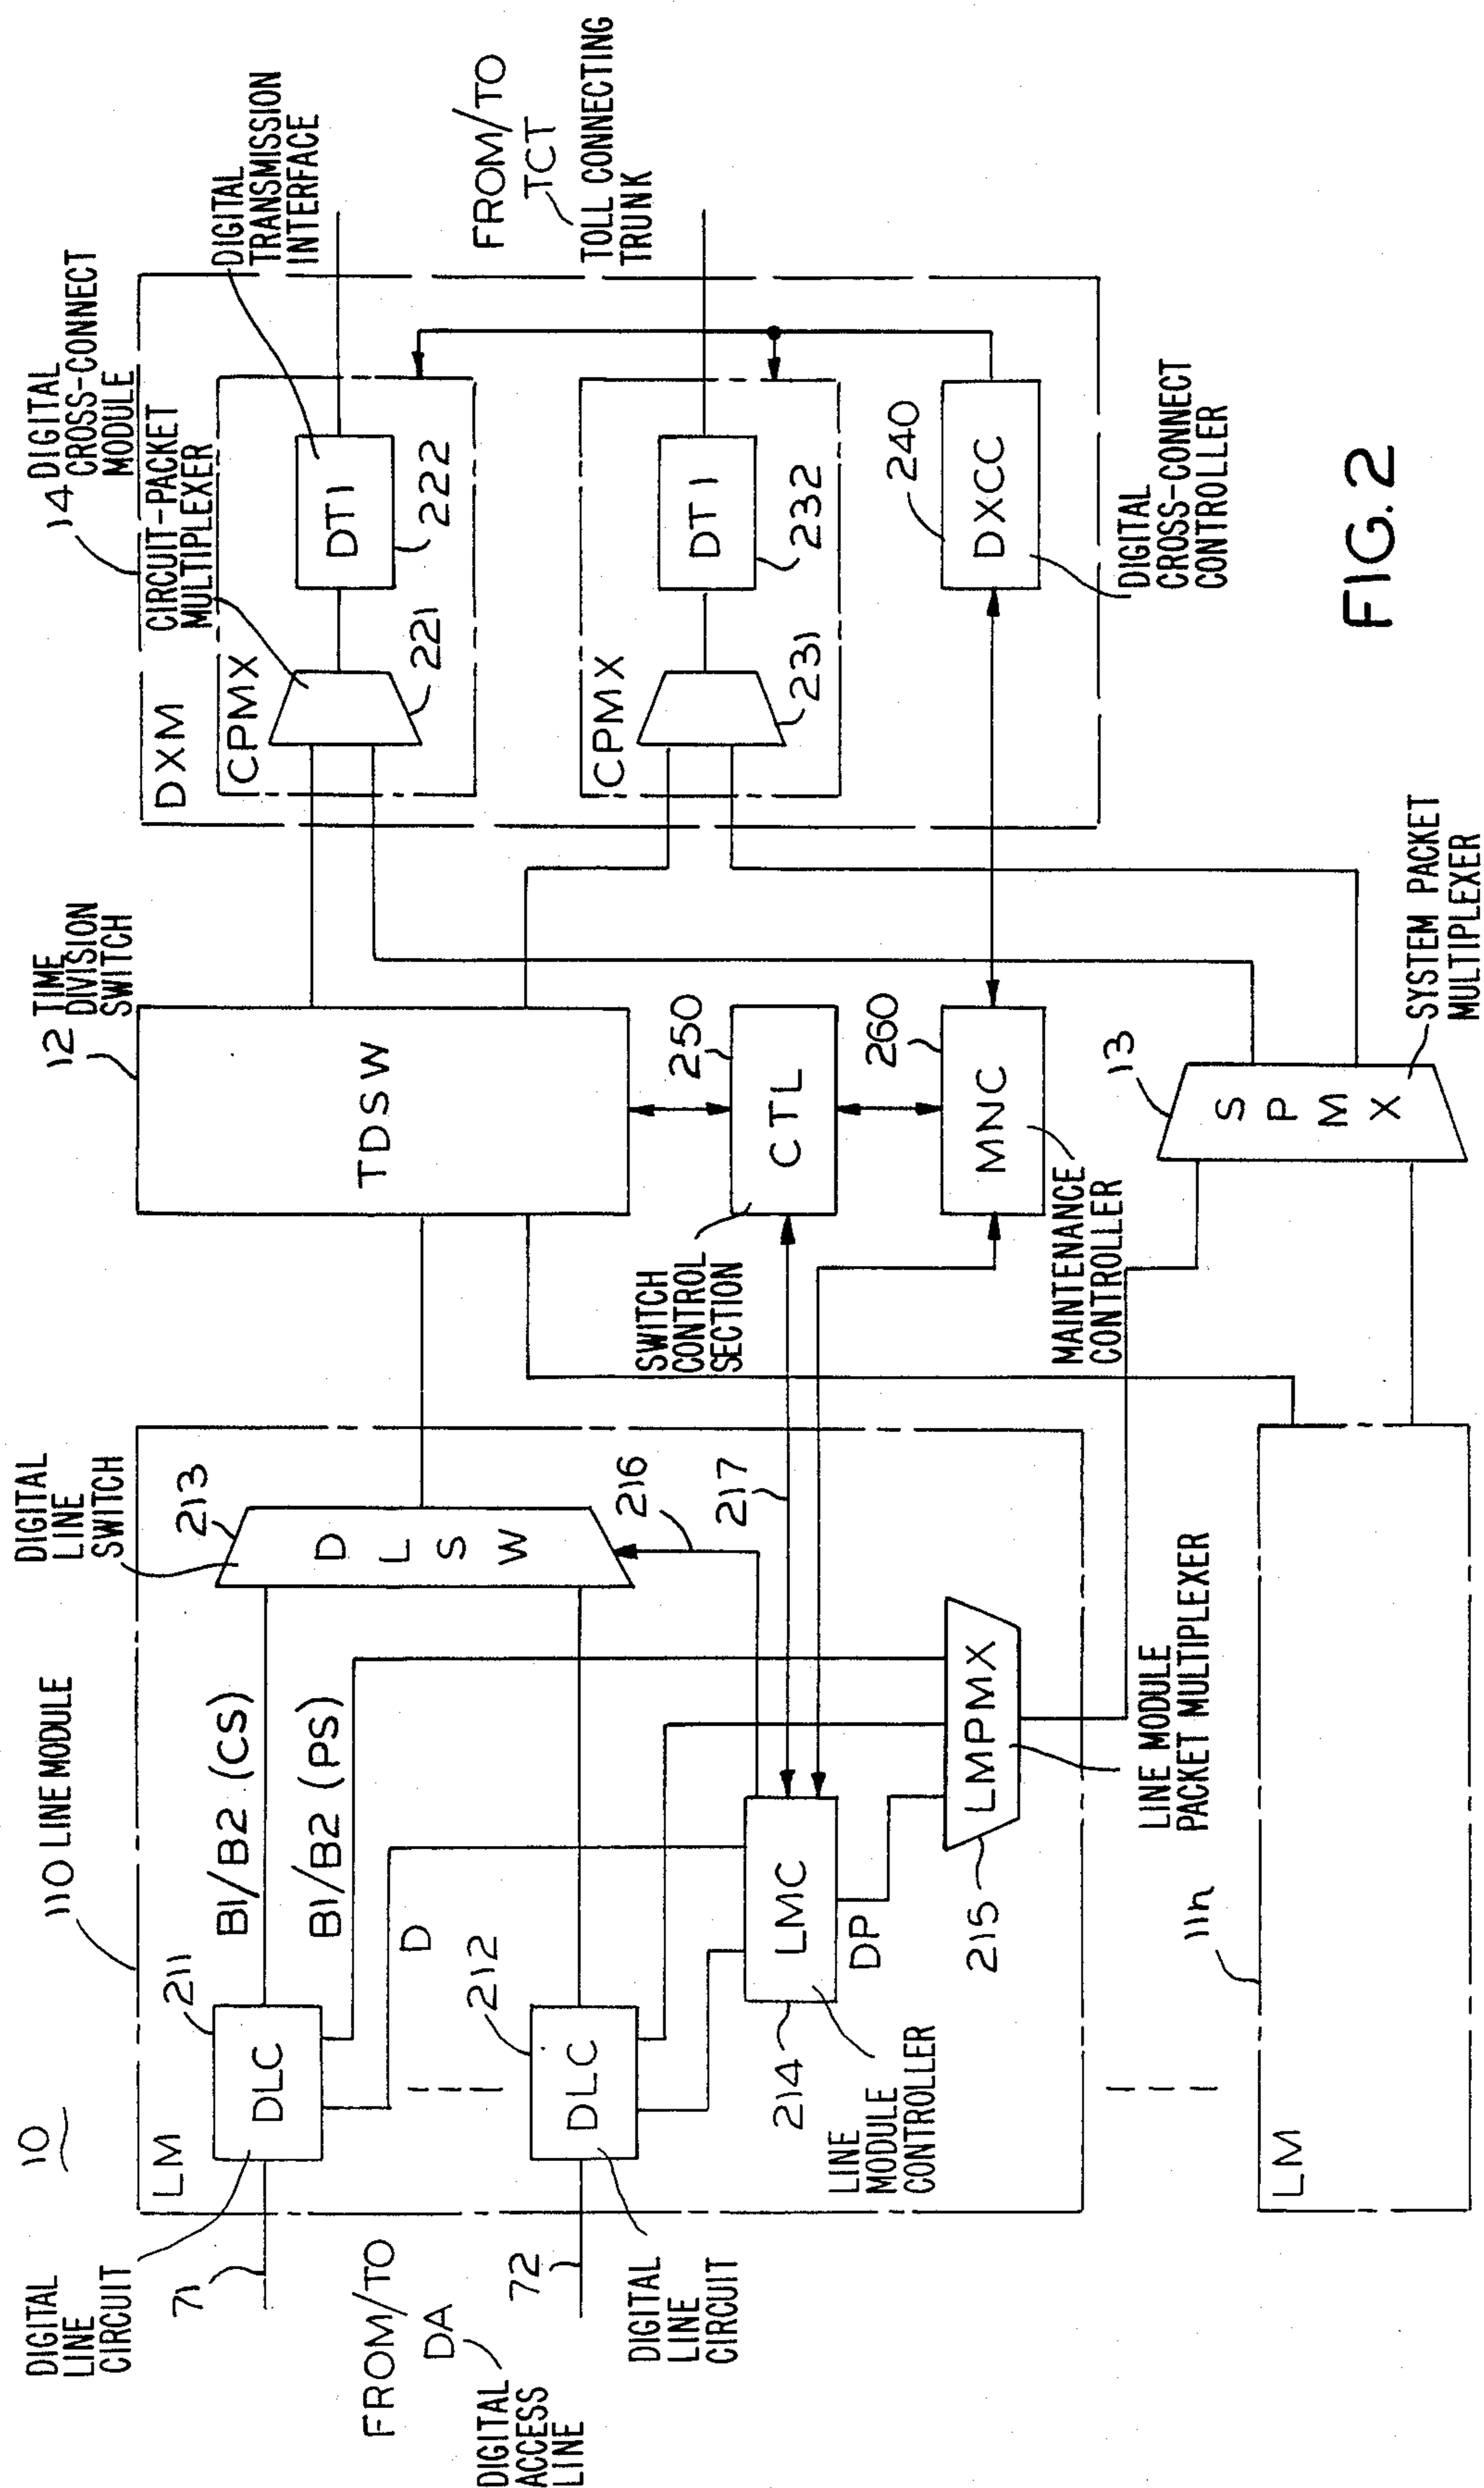 10
DIGITAL
LINE
CIRCUIT
71
FROM/TO
DA
DIGITAL
ACCESS
LINE
72
DIGITAL
LINE
CIRCUIT
110 LINE MODULE
LM
DLC
211
B1/B2 (CS)
B1/B2 (PS)
D
DLC
212
DIGITAL
LINE
SWITCH
213
D
L
S
W
216
217
LMC
214
LINE
MODULE
CONTROLLER
DP
LMPMX
215
LINE MODULE
PACKET MULTIPLEXER
LM
11n
12 TIME
DIVISION
SWITCH
TDSW
250
CTL
SWITCH
CONTROL
SECTION
260
MNC
MAINTENANCE
CONTROLLER
13
S
P
M
X
SYSTEM PACKET
MULTIPLEXER
14 DIGITAL
CROSS-CONNECT
MODULE
DXM
CIRCUIT-PACKET
MULTIPLEXER
CPMX
221
DTI
222
DIGITAL
TRANSMISSION
INTERFACE
CPMX
231
DTI
232
FROM/TO
TCT
TOLL CONNECTING
TRUNK
240
DXCC
DIGITAL
CROSS-CONNECT
CONTROLLER
FIG. 2